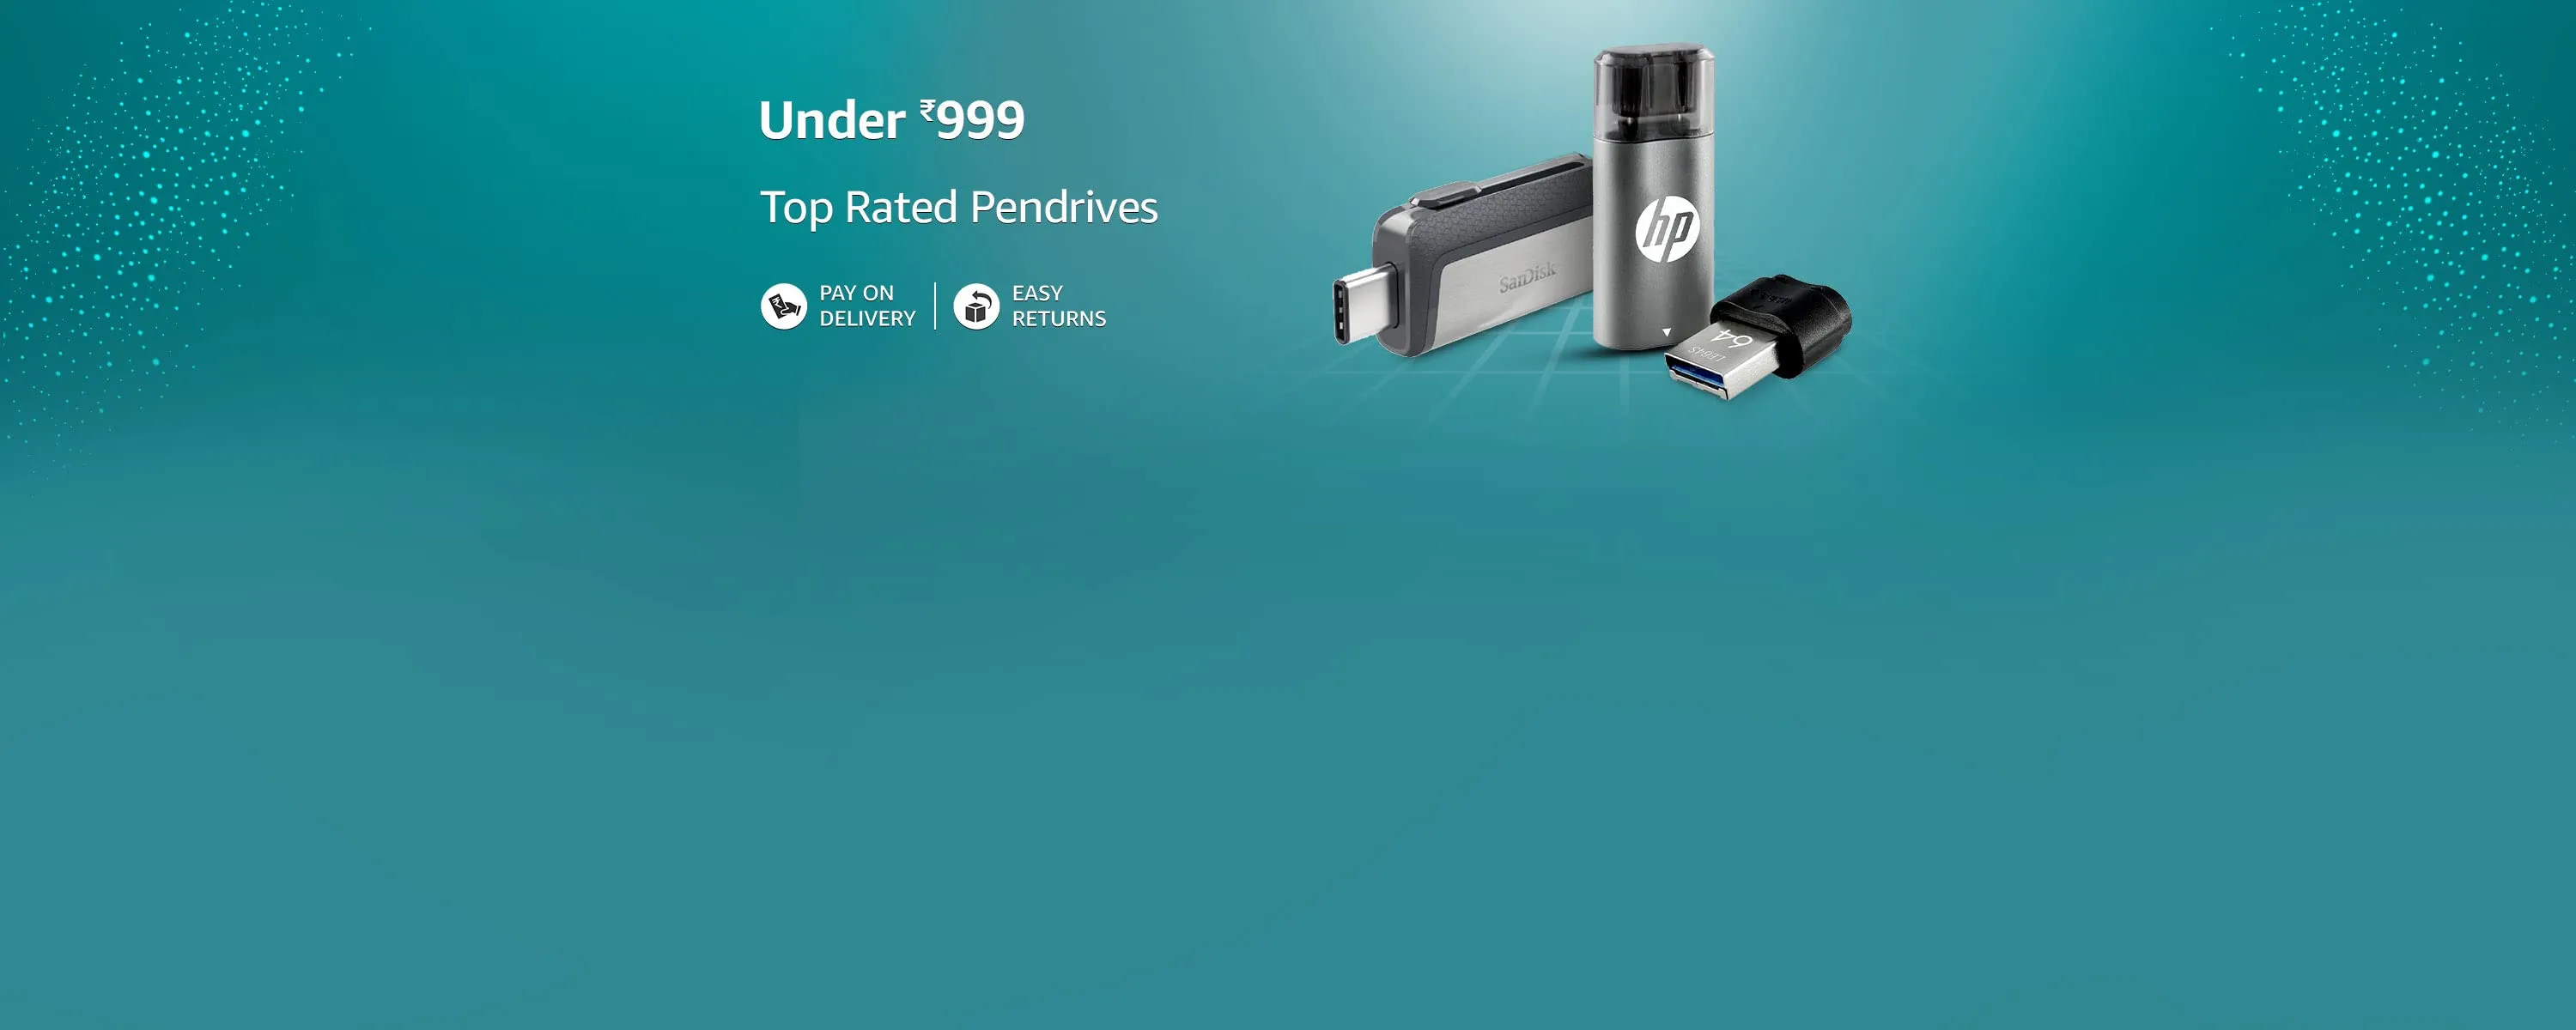 Under ₹999
Top Rated Pendrives
PAY ON
DELIVERY
EASY
RETURNS
SanDisk
hp
64